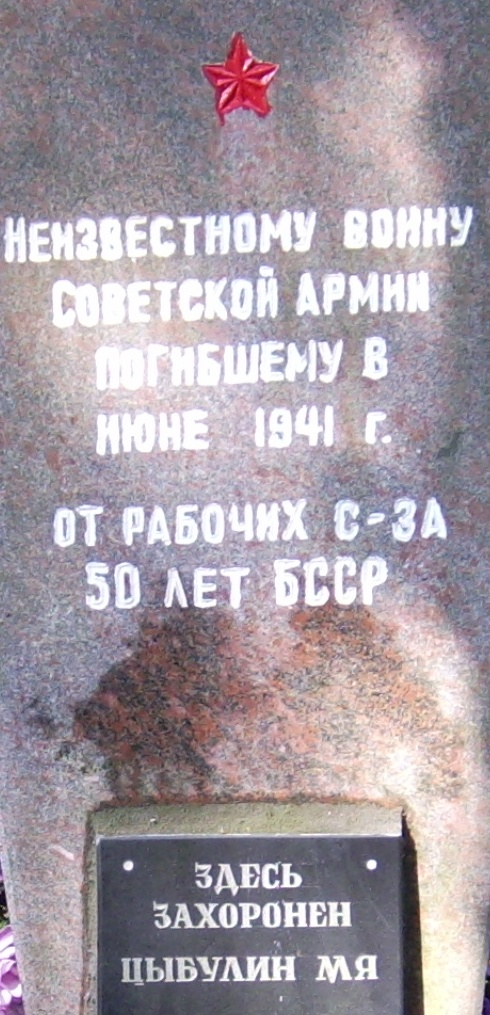 НЕИЗВЕСТНОМУ ВОИНУ
СОВЕТСКОЙ АРМИИ
ПОГИБШЕМУ В
ИЮНЕ 1941 г.
ОТ РАБОЧИХ С-ЗА
50 ЛЕТ БССР
ЗДЕСЬ
ЗАХОРОНЕН
ЦЫБУЛИН МЯ